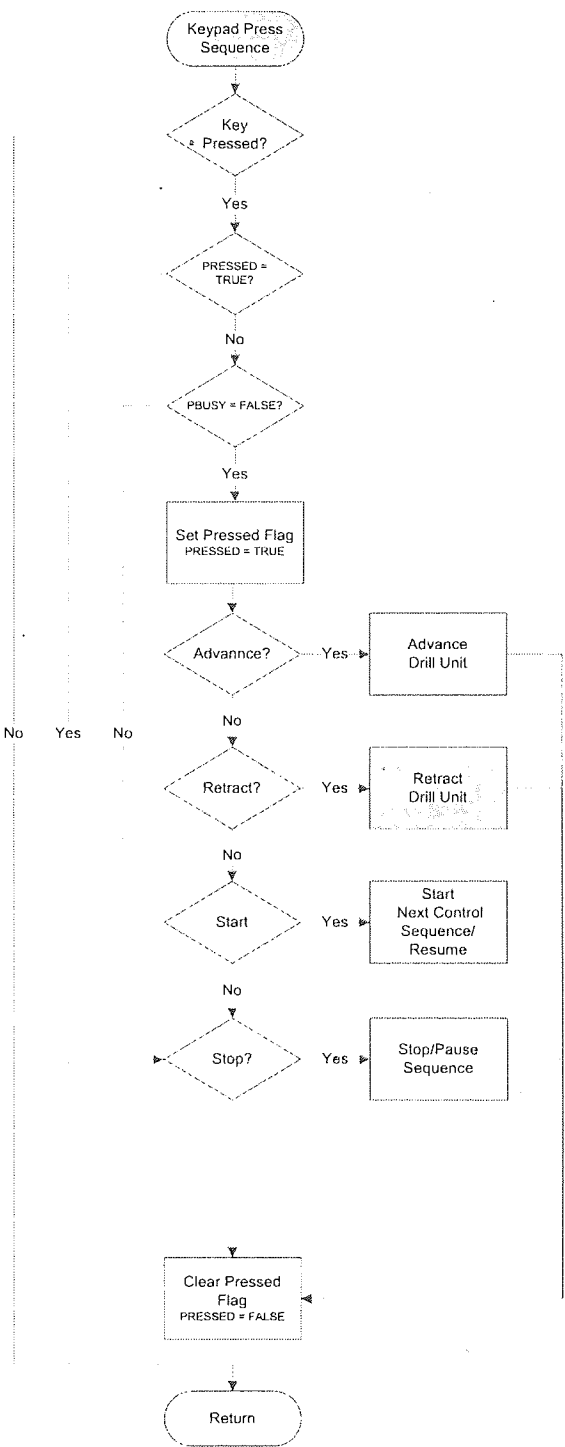 Keypad Press
Sequence
Key
Pressed?
Yes
PRESSED =
TRUE?
No
PBUSY = FALSE?
Yes
Set Pressed Flag
PRESSED = TRUE
Advannce?
Yes
Advance
Drill Unit
No
No
Yes
No
Retract?
Yes
Retract
Drill Unit
No
Start
Yes
Start
Next Control
Sequence/
Resume
No
Stop?
Yes
Stop/Pause
Sequence
Clear Pressed
Flag
PRESSED = FALSE
Return